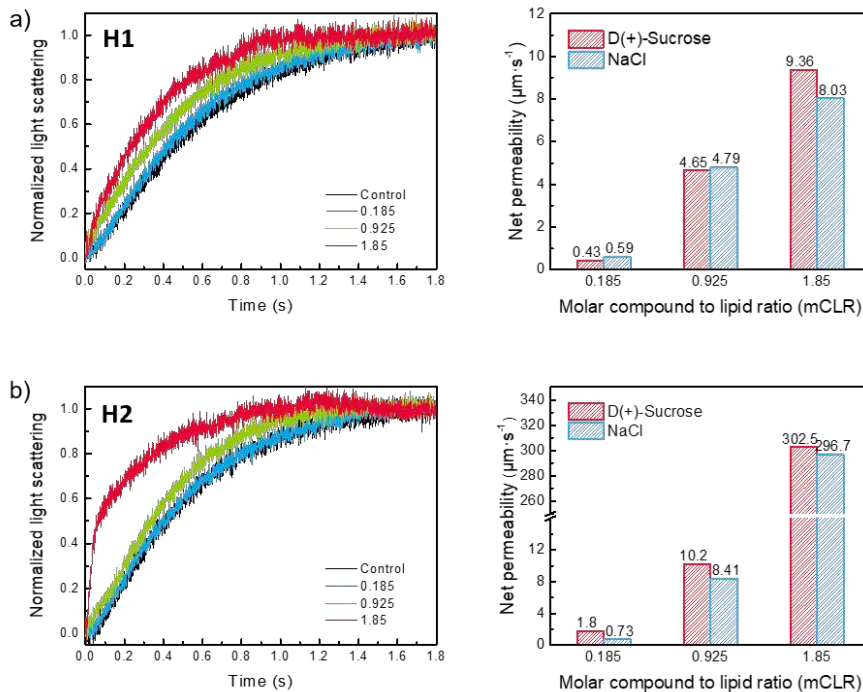 a)
H1
Normalized light scattering
1.0
0.8
0.6
0.4
0.2
0.0
Control
0.185
0.925
1.85
0.0 0.2 0.4 0.6 0.8 1.0 1.2 1.4 1.6 1.8
Time (s)
Net permeability (µm·s⁻¹)
12
10
8
6
4
2
0
D(+)-Sucrose
NaCl
0.43 0.59
4.65 4.79
9.36 8.03
0.185 0.925 1.85
Molar compound to lipid ratio (mCLR)
b)
H2
Normalized light scattering
1.0
0.8
0.6
0.4
0.2
0.0
Control
0.185
0.925
1.85
0.0 0.2 0.4 0.6 0.8 1.0 1.2 1.4 1.6 1.8
Time (s)
Net permeability (µm·s⁻¹)
340
320
300
280
260
12
8
4
0
D(+)-Sucrose
NaCl
1.8 0.73
10.2 8.41
302.5 296.7
0.185 0.925 1.85
Molar compound to lipid ratio (mCLR)